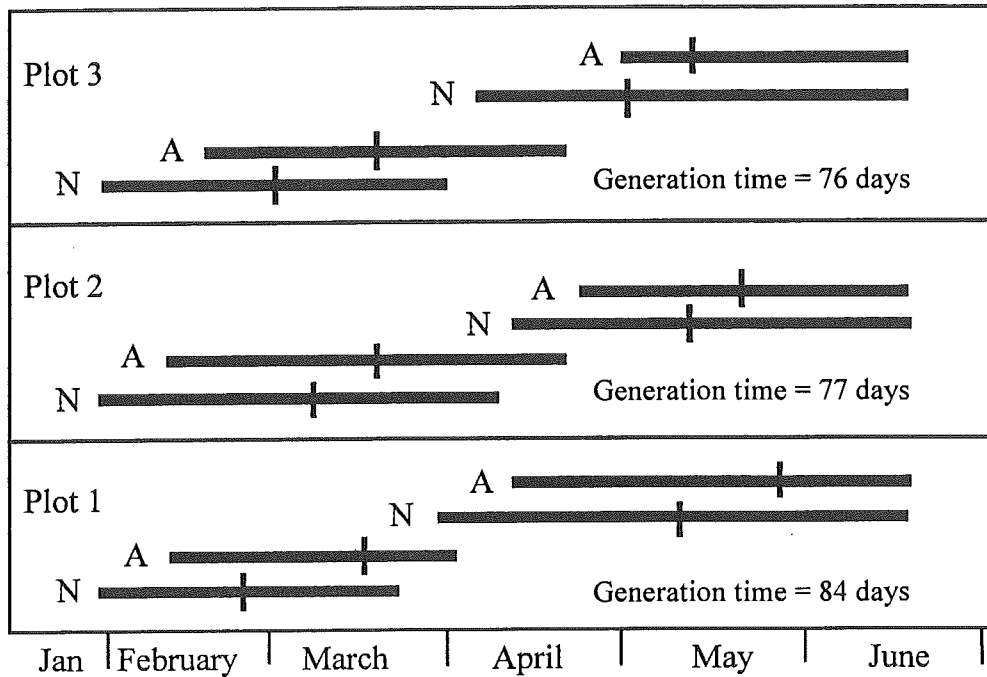 Plot 3
A
N
A
N
Generation time = 76 days
Plot 2
A
N
A
N
Generation time = 77 days
Plot 1
A
N
A
N
Generation time = 84 days
Jan February March April May June